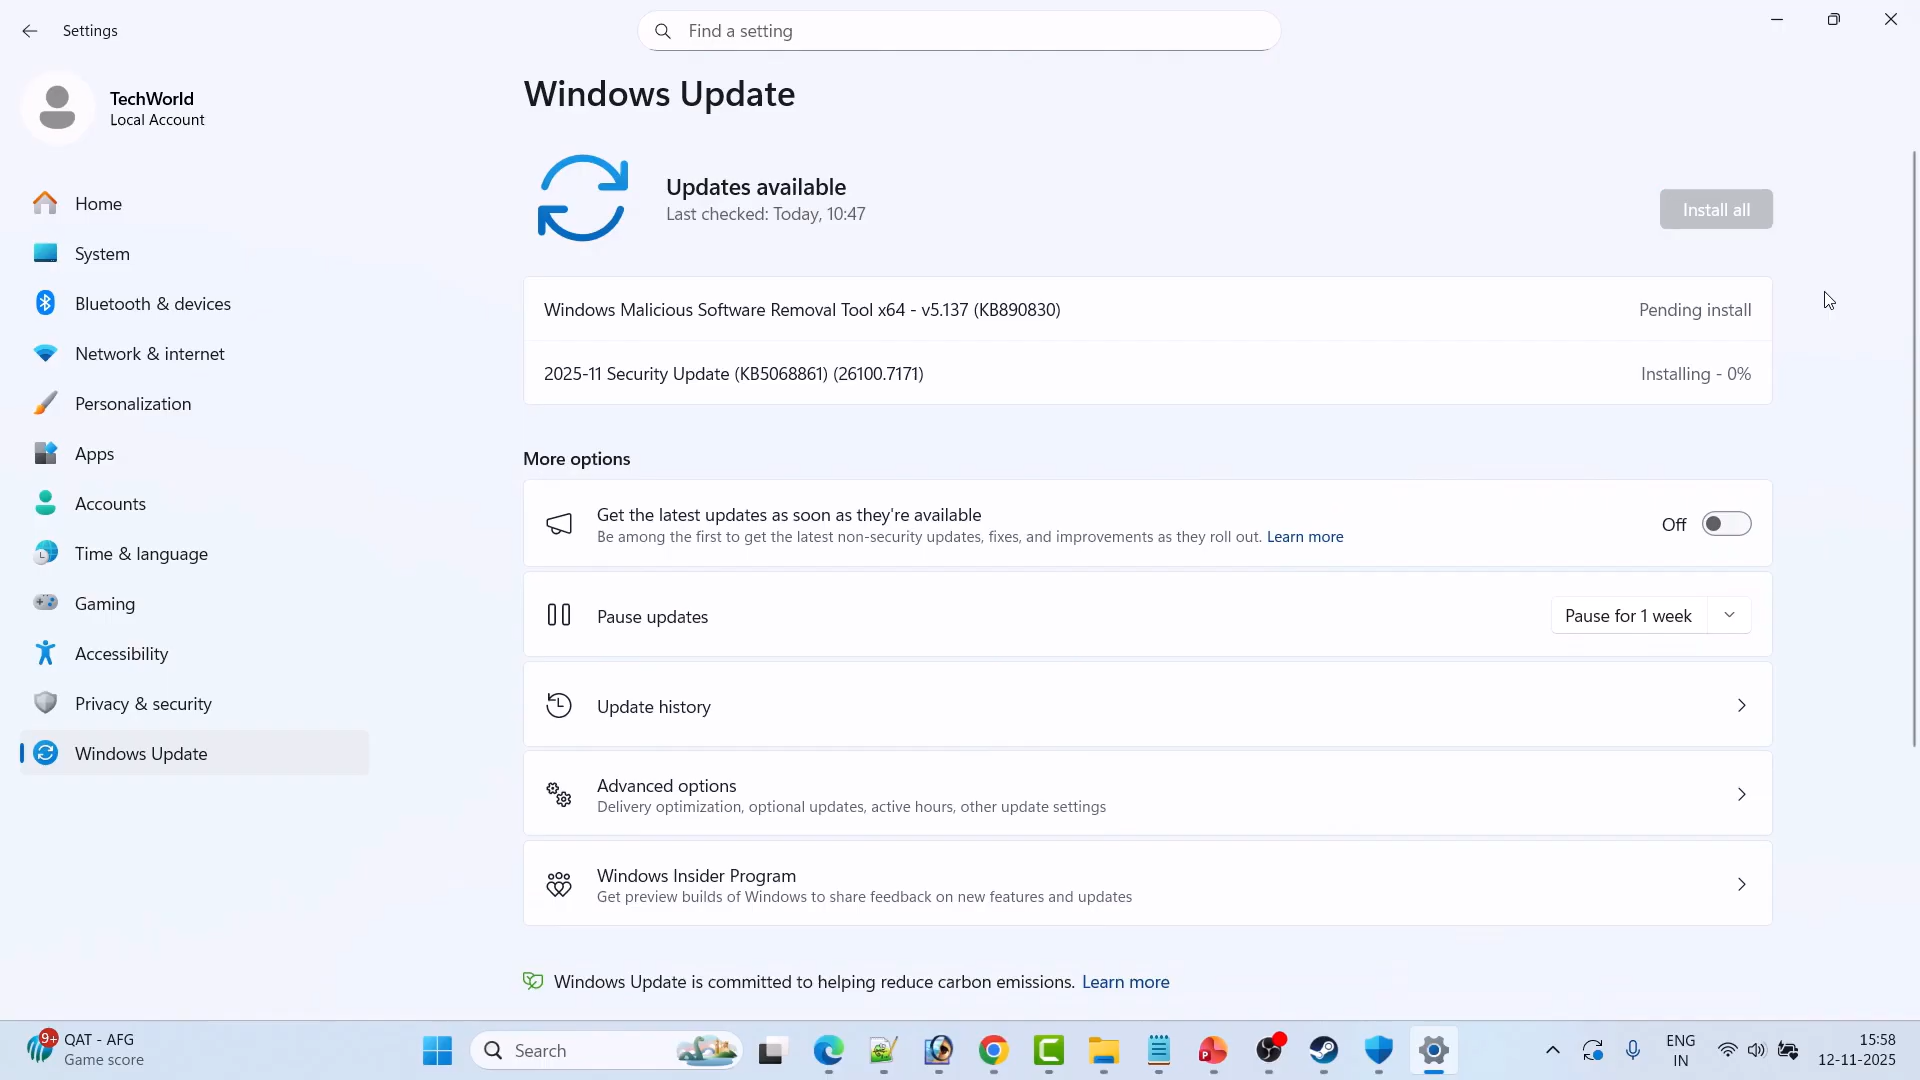 Settings
Find a setting
TechWorld
Local Account
Home
System
Bluetooth & devices
Network & internet
Personalization
Apps
Accounts
Time & language
Gaming
Accessibility
Privacy & security
Windows Update
Windows Update
Updates available
Last checked: Today, 10:47
Install all
Windows Malicious Software Removal Tool x64 - v5.137 (KB890830)
Pending install
2025-11 Security Update (KB5068861) (26100.7171)
Installing - 0%
More options
Get the latest updates as soon as they're available
Be among the first to get the latest non-security updates, fixes, and improvements as they roll out. Learn more
Off
Pause updates
Pause for 1 week
Update history
Advanced options
Delivery optimization, optional updates, active hours, other update settings
Windows Insider Program
Get preview builds of Windows to share feedback on new features and updates
Windows Update is committed to helping reduce carbon emissions. Learn more
9+
QAT - AFG
Game score
Search
ENG
IN
15:58
12-11-2025